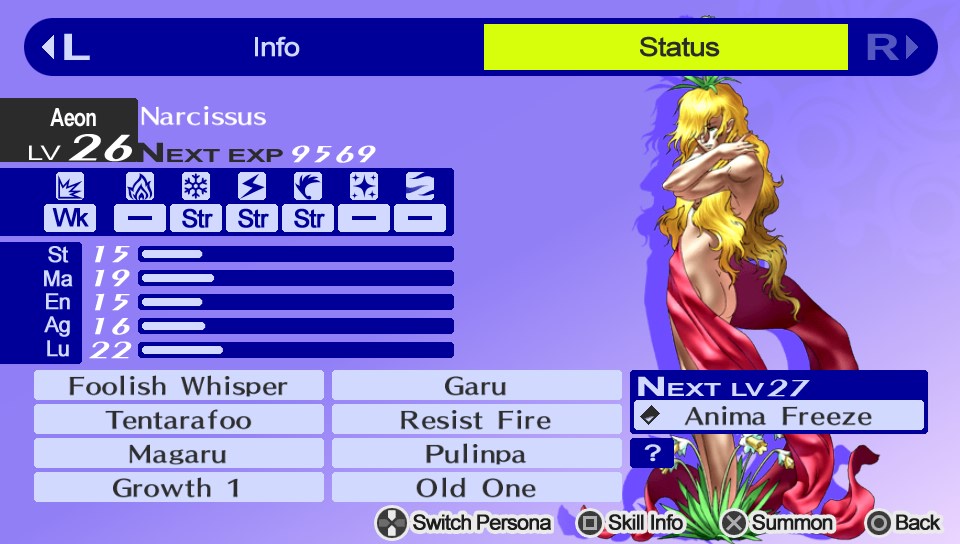 L Info Status R
Aeon Narcissus
LV 26 NEXT EXP 9569
Wk — Str Str Str — —
St 15
Ma 19
En 15
Ag 16
Lu 22
Foolish Whisper Garu
Tentarafoo Resist Fire
Magaru Pulinpa
Growth 1 Old One
NEXT LV 27
Anima Freeze
?
Switch Persona Skill Info Summon Back